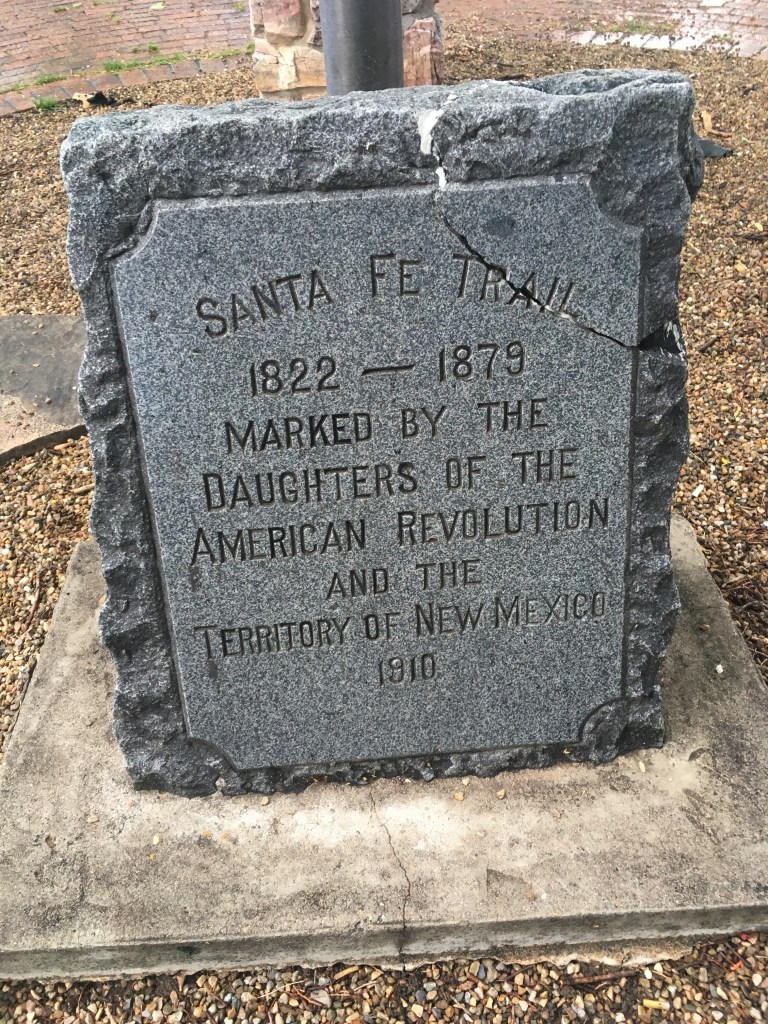 SANTA FE TRAIL
1822 — 1879
MARKED BY THE
DAUGHTERS OF THE
AMERICAN REVOLUTION
AND THE
TERRITORY OF NEW MEXICO
1910